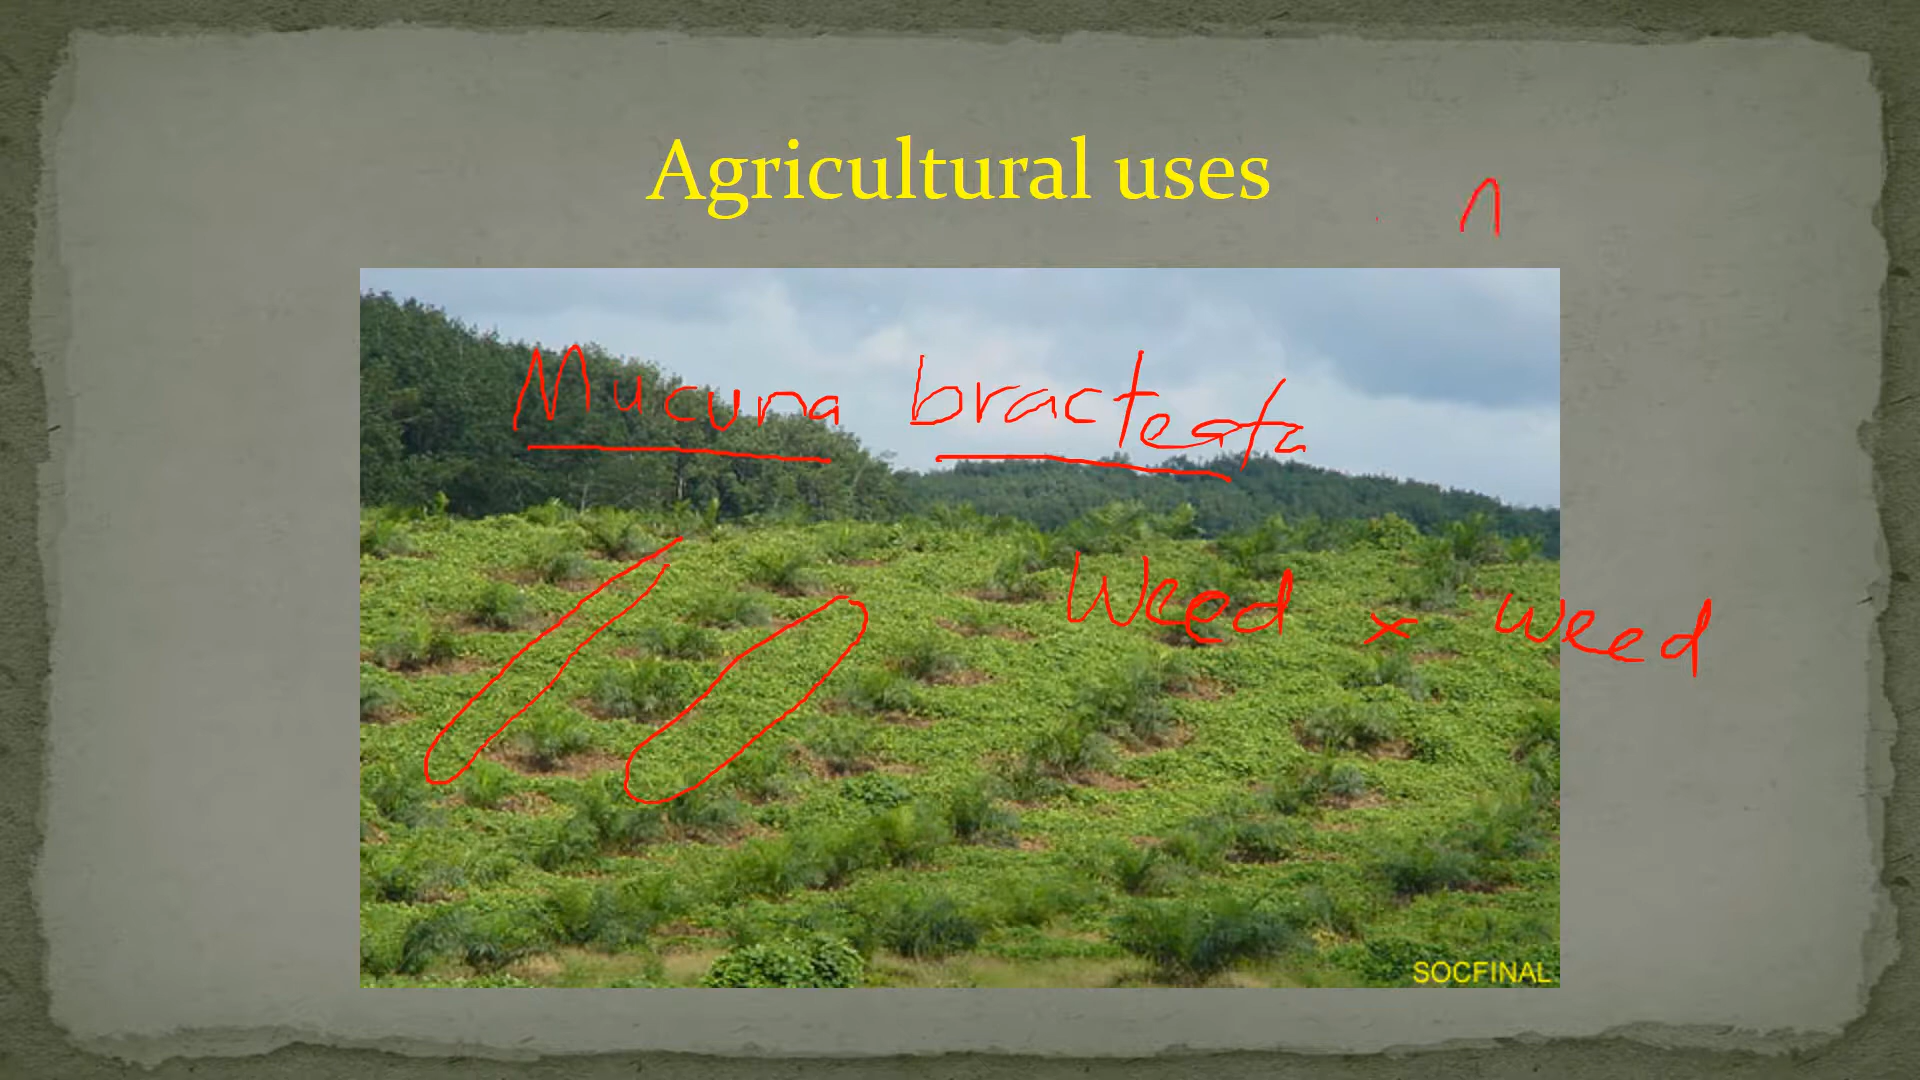 Agricultural uses
Mucuna bracteata
Weed x weed
SOCFINAL